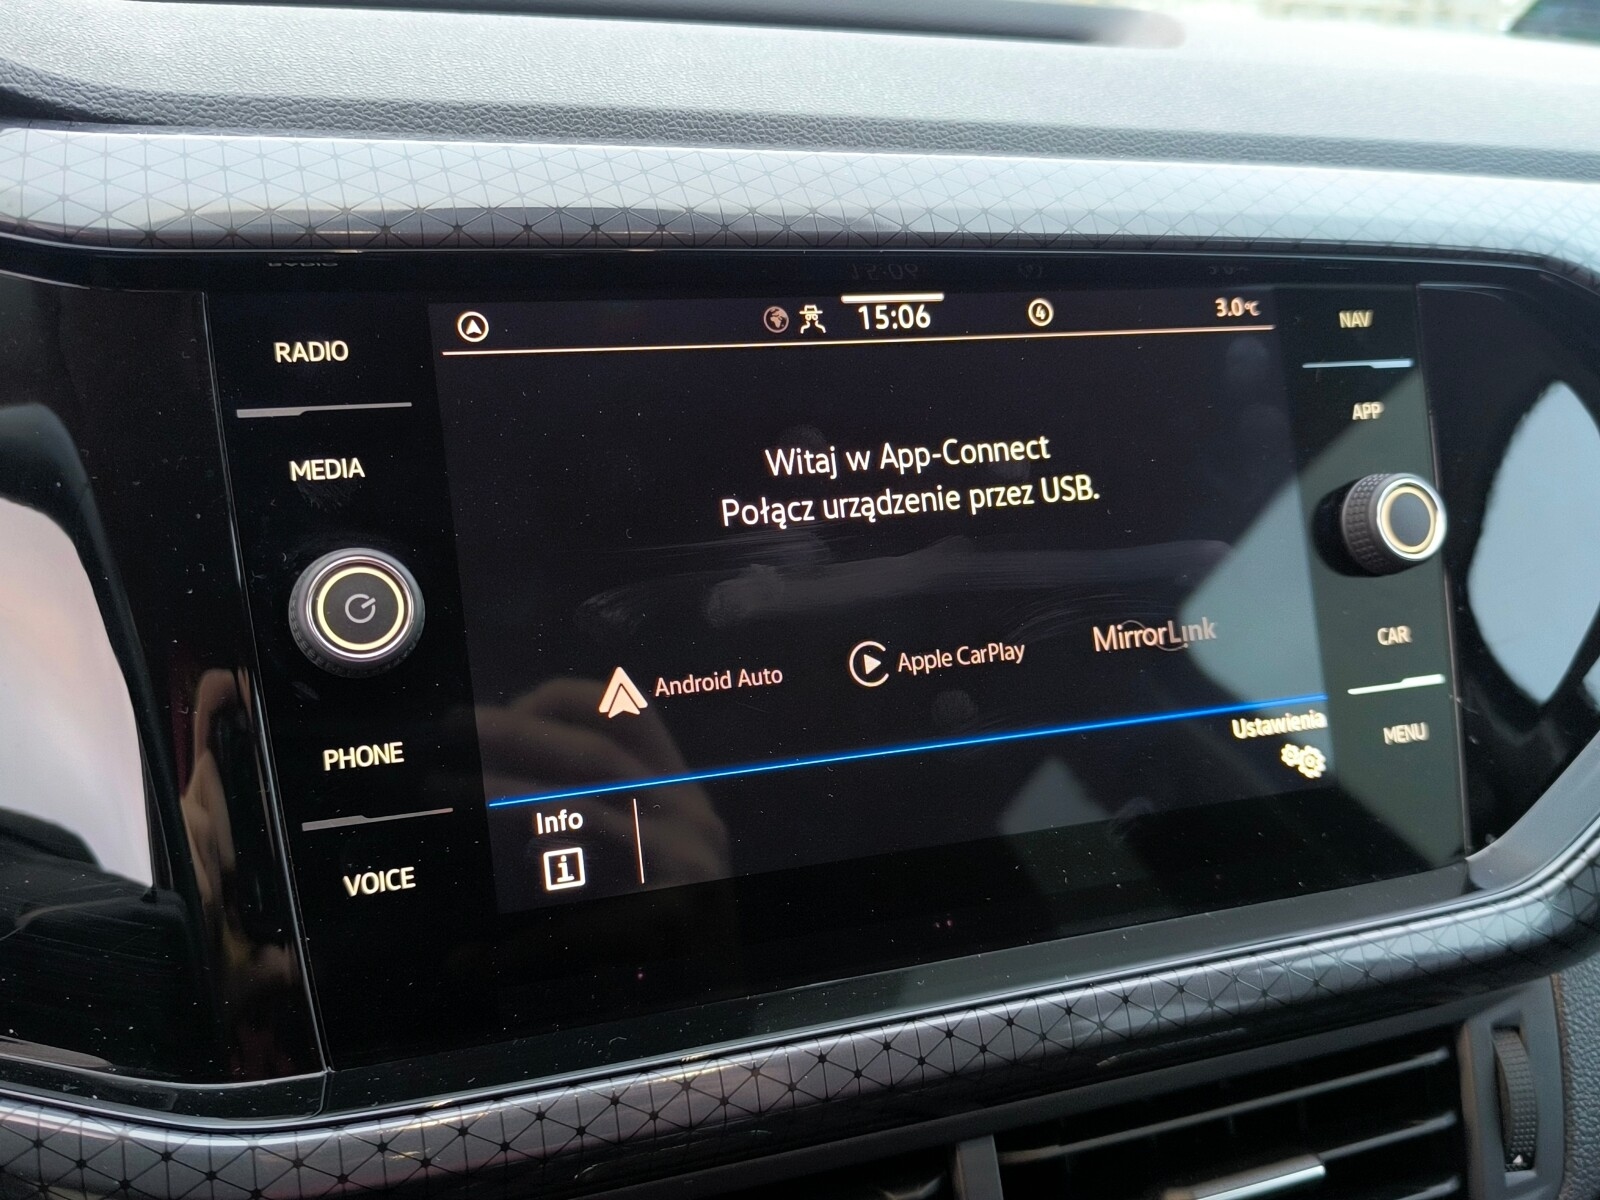 RADIO
MEDIA
PHONE
VOICE
15:06
4
3.0°C
Witaj w App-Connect
Połącz urządzenie przez USB.
Android Auto
Apple CarPlay
MirrorLink
Ustawienia
Info
i
NAV
APP
CAR
MENU